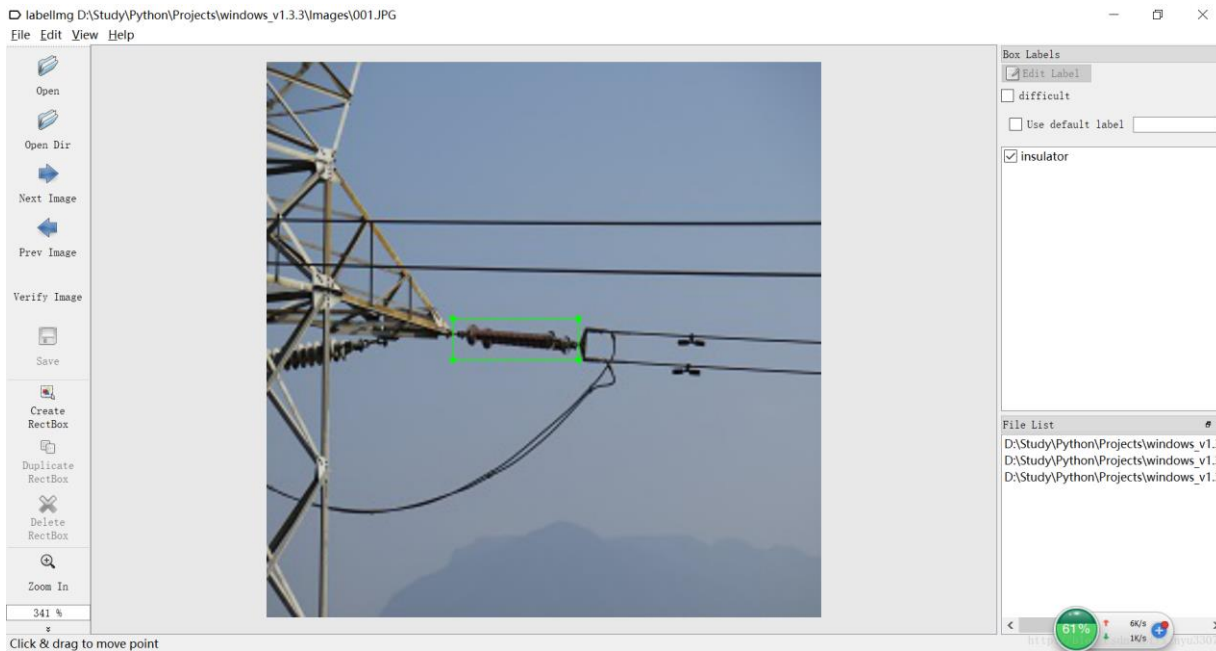 labelImg D:\Study\Python\Projects\windows_v1.3.3\Images\001.JPG
File Edit View Help
Open
Open Dir
Next Image
Prev Image
Verify Image
Save
Create
RectBox
Duplicate
RectBox
Delete
RectBox
Zoom In
341 %
Click & drag to move point
Box Labels
Edit Label
difficult
Use default label
insulator
File List
D:\Study\Python\Projects\windows_v1.
D:\Study\Python\Projects\windows_v1.
D:\Study\Python\Projects\windows_v1.
61%
6K/s
1K/s